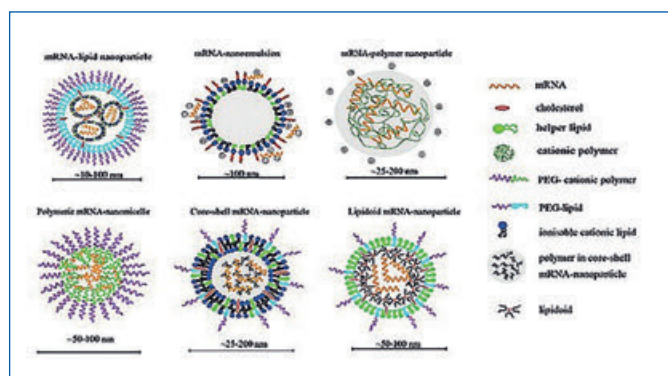 mRNA-lipid nanoparticle
mRNA-nanoemulsion
mRNA-polymer nanoparticle
~10-100 nm
~100 nm
~25-200 nm
Polymeric mRNA-nanomicelle
Core-shell mRNA-nanoparticle
Lipidoid mRNA-nanoparticle
~50-100 nm
~25-200 nm
~50-100 nm
mRNA
cholesterol
helper lipid
cationic polymer
PEG- cationic polymer
PEG-lipid
ionisable cationic lipid
polymer in core-shell
mRNA-nanoparticle
lipidoid